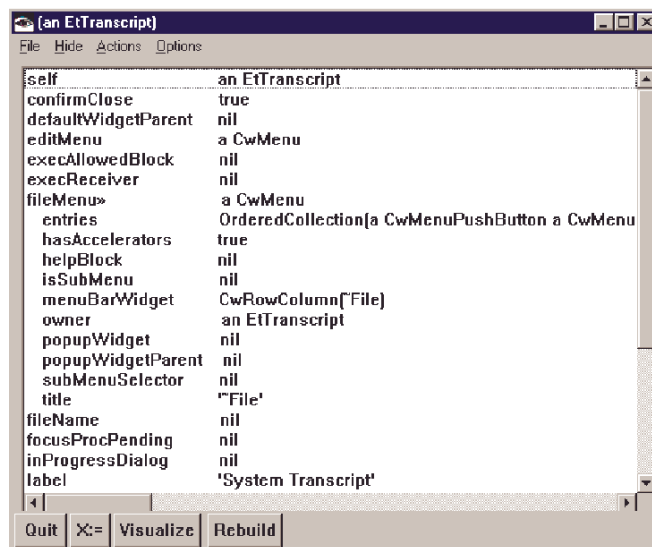 (an EtTranscript)
File Hide Actions Options
self an EtTranscript
confirmClose true
defaultWidgetParent nil
editMenu a CwMenu
execAllowedBlock nil
execReceiver nil
fileMenu» a CwMenu
entries OrderedCollection(a CwMenuPushButton a CwMenu
hasAccelerators true
helpBlock nil
isSubMenu nil
menuBarWidget CwRowColumn(~File)
owner an EtTranscript
popupWidget nil
popupWidgetParent nil
subMenuSelector nil
title '~File'
fileName nil
focusProcPending nil
inProgressDialog nil
label 'System Transcript'
Quit X:= Visualize Rebuild